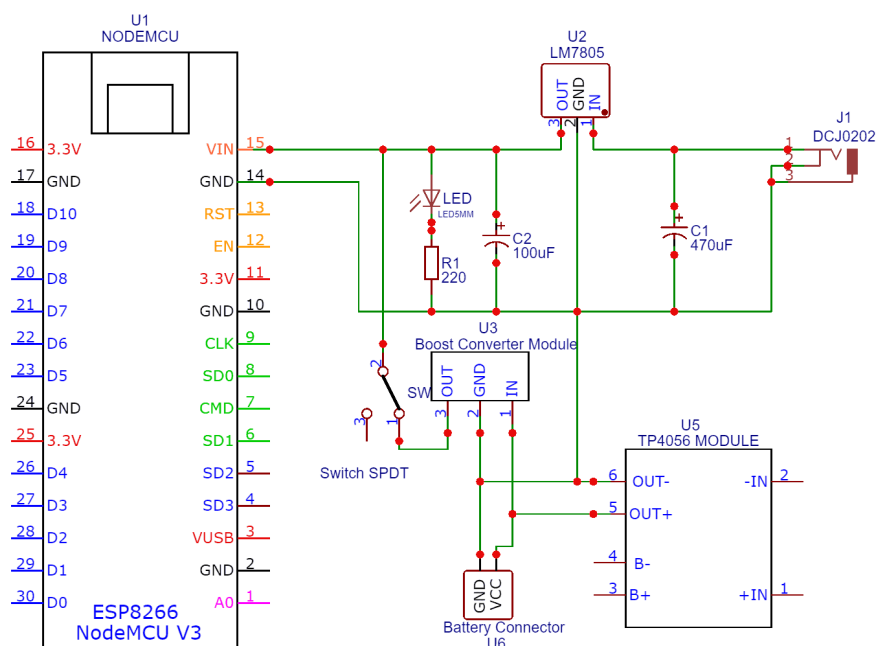 U1
NODEMCU
16 3.3V VIN 15
17 GND GND 14
18 D10 RST 13
19 D9 EN 12
20 D8 3.3V 11
21 D7 GND 10
22 D6 CLK 9
23 D5 SD0 8
24 GND CMD 7
25 3.3V SD1 6
26 D4 SD2 5
27 D3 SD3 4
28 D2 VUSB 3
29 D1 GND 2
30 D0 A0 1
ESP8266
NodeMCU V3
U2
LM7805
OUT GND IN
3 2 1
J1
DCJ0202
1
2
3
LED
LED5MM
R1
220
+
C2
100uF
+
C1
470uF
2
SW
3 1
Switch SPDT
U3
Boost Converter Module
OUT GND IN
3 2 1
U5
TP4056 MODULE
6 OUT- -IN 2
5 OUT+
4 B-
3 B+ +IN 1
GND VCC
Battery Connector
U6